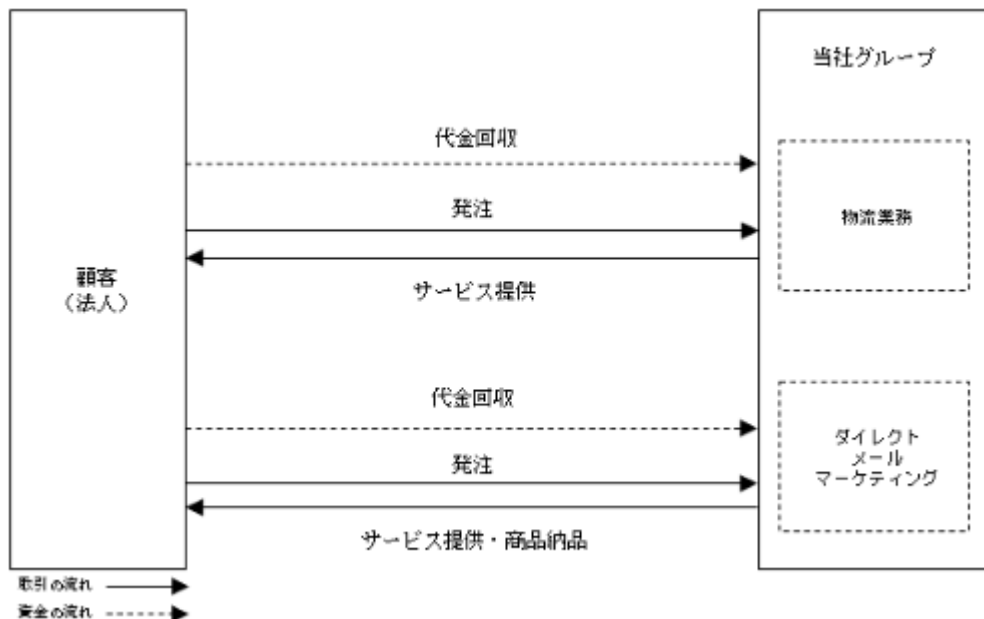 当社グループ
代金回収
発注
物流業務
サービス提供
顧客
（法人）
代金回収
発注
ダイレクト
メール
マーケティング
サービス提供・商品納品
取引の流れ
資金の流れ